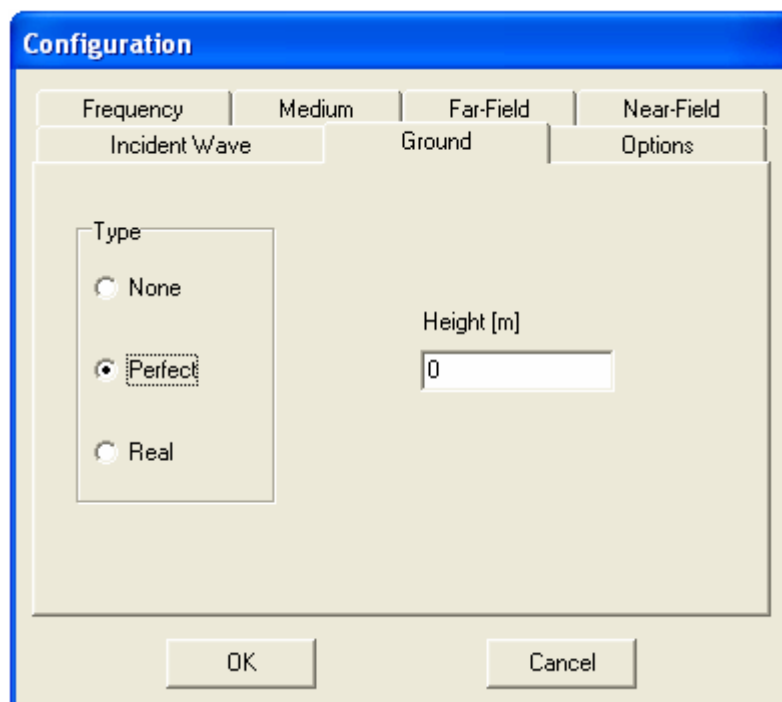 Configuration
Frequency Medium Far-Field Near-Field
Incident Wave Ground Options
Type
None
Height [m]
Perfect
0
Real
OK Cancel